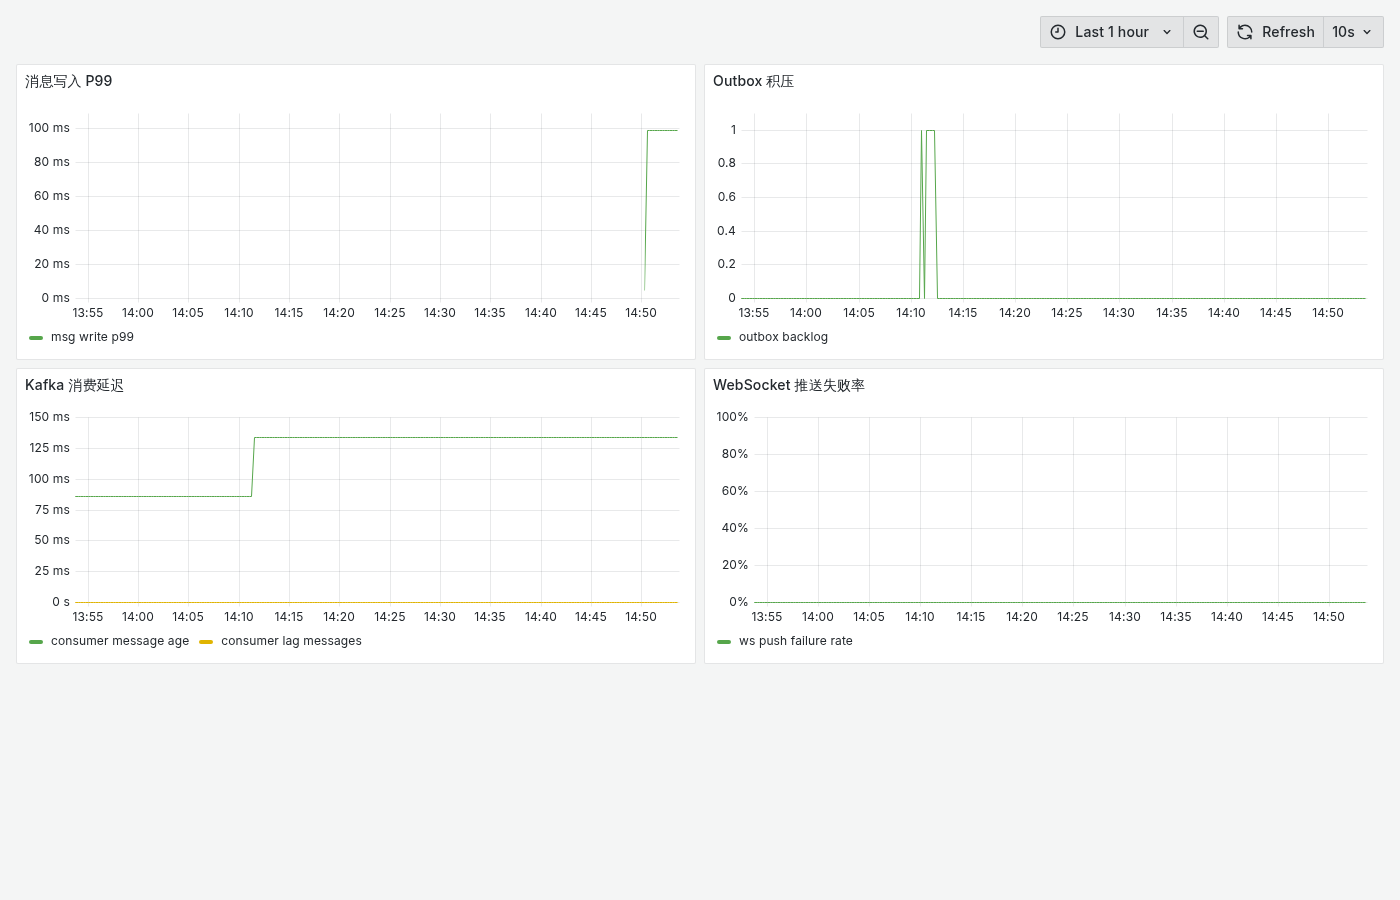 Last 1 hour Refresh 10s
消息写入 P99
100 ms
80 ms
60 ms
40 ms
20 ms
0 ms
13:55 14:00 14:05 14:10 14:15 14:20 14:25 14:30 14:35 14:40 14:45 14:50
msg write p99
Outbox 积压
1
0.8
0.6
0.4
0.2
0
13:55 14:00 14:05 14:10 14:15 14:20 14:25 14:30 14:35 14:40 14:45 14:50
outbox backlog
Kafka 消费延迟
150 ms
125 ms
100 ms
75 ms
50 ms
25 ms
0 s
13:55 14:00 14:05 14:10 14:15 14:20 14:25 14:30 14:35 14:40 14:45 14:50
consumer message age consumer lag messages
WebSocket 推送失败率
100%
80%
60%
40%
20%
0%
13:55 14:00 14:05 14:10 14:15 14:20 14:25 14:30 14:35 14:40 14:45 14:50
ws push failure rate